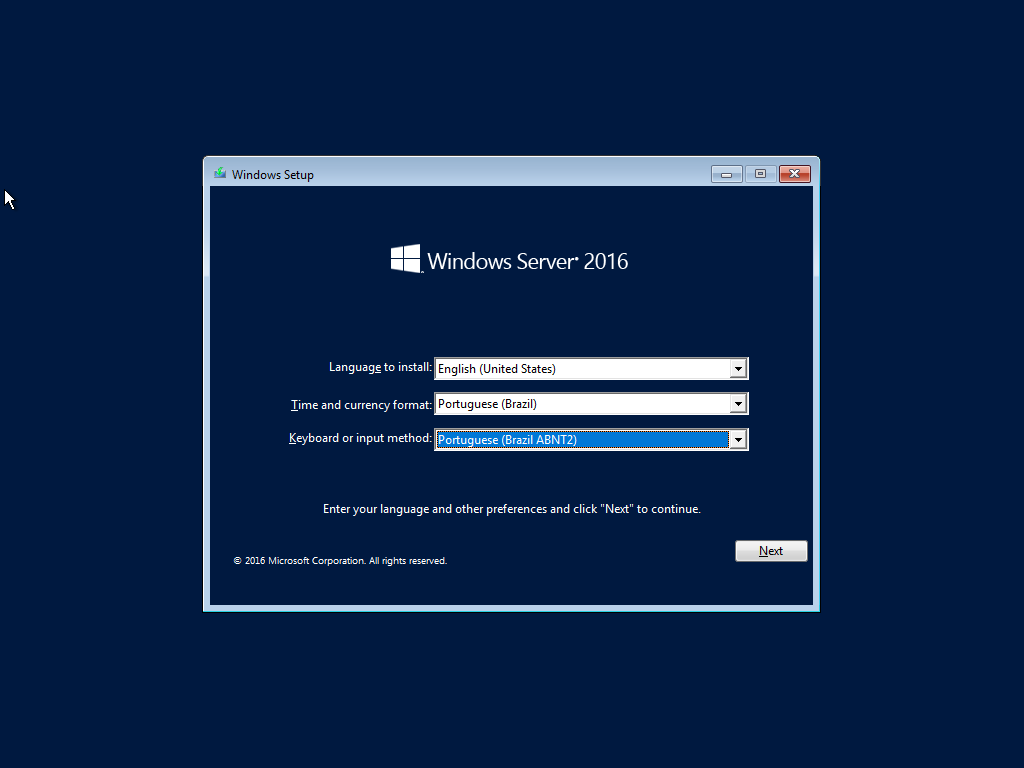 Windows Setup
Windows Server® 2016
Language to install: English (United States)
Time and currency format: Portuguese (Brazil)
Keyboard or input method: Portuguese (Brazil ABNT2)
Enter your language and other preferences and click "Next" to continue.
Next
© 2016 Microsoft Corporation. All rights reserved.